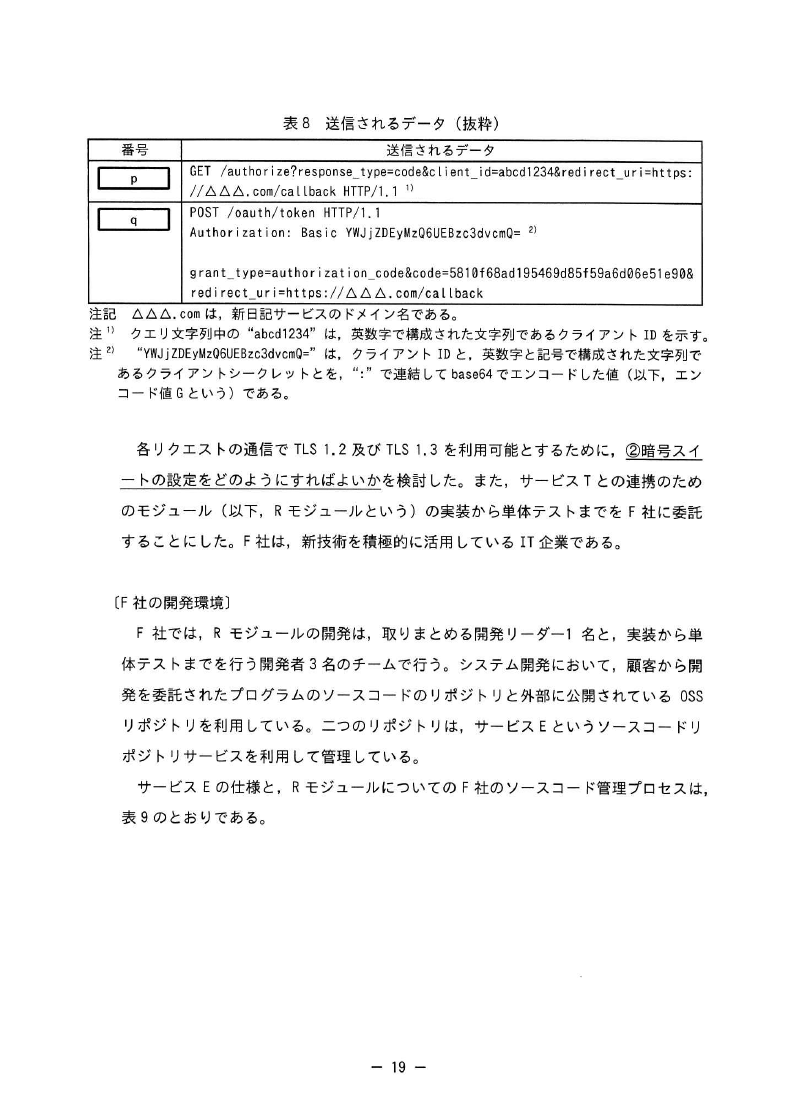 表8 送信されるデータ（抜粋）
番号
送信されるデータ
p
GET /authorize?response_type=code&client_id=abcd1234&redirect_uri=https:
//△△△.com/callback HTTP/1.1 1)
q
POST /oauth/token HTTP/1.1
Authorization: Basic YWJjZDEyMzQ6UEBzc3dvcmQ= 2)
grant_type=authorization_code&code=5810f68ad195469d85f59a6d06e51e90&
redirect_uri=https://△△△.com/callback
注記 △△△.com は，新日記サービスのドメイン名である。
注 1) クエリ文字列中の“abcd1234”は，英数字で構成された文字列であるクライアント ID を示す。
注 2) “YWJjZDEyMzQ6UEBzc3dvcmQ=”は，クライアント ID と，英数字と記号で構成された文字列で
あるクライアントシークレットとを，“:”で連結して base64 でエンコードした値（以下，エン
コード値 G という）である。
各リクエストの通信で TLS 1.2 及び TLS 1.3 を利用可能とするために，②暗号スイ
ートの設定をどのようにすればよいかを検討した。また，サービス T との連携のため
のモジュール（以下，R モジュールという）の実装から単体テストまでを F 社に委託
することにした。F 社は，新技術を積極的に活用している IT 企業である。
〔F 社の開発環境〕
F 社では，R モジュールの開発は，取りまとめる開発リーダー1 名と，実装から単
体テストまでを行う開発者 3 名のチームで行う。システム開発において，顧客から開
発を委託されたプログラムのソースコードのリポジトリと外部に公開されている OSS
リポジトリを利用している。二つのリポジトリは，サービス E というソースコードリ
ポジトリサービスを利用して管理している。
サービス E の仕様と，R モジュールについての F 社のソースコード管理プロセスは，
表 9 のとおりである。
－ 19 －